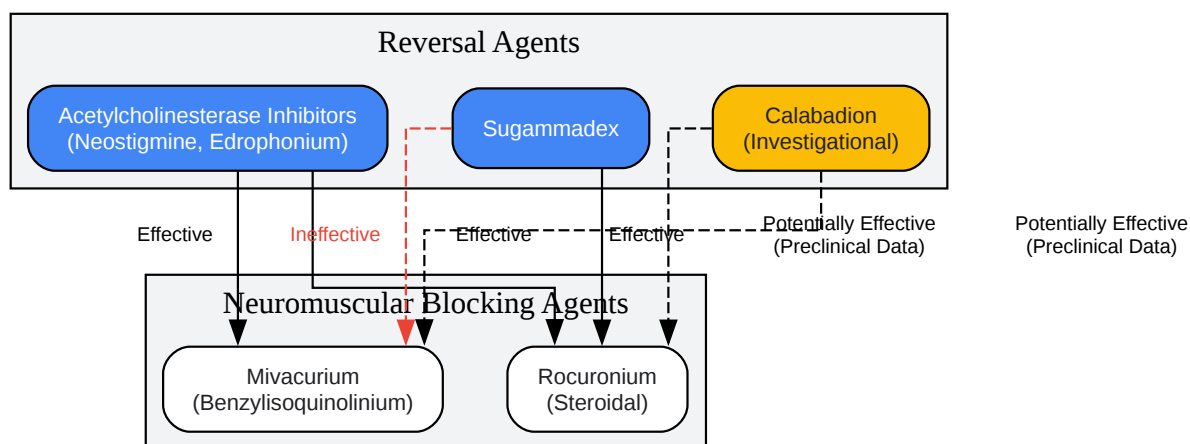 Reversal Agents
Acetylcholinesterase Inhibitors
(Neostigmine, Edrophonium)
Sugammadex
Calabadion
(Investigational)
Effective
Ineffective
Effective
Effective
Potentially Effective
(Preclinical Data)
Potentially Effective
(Preclinical Data)
Neuromuscular Blocking Agents
Mivacurium
(Benzylisoquinolinium)
Rocuronium
(Steroidal)